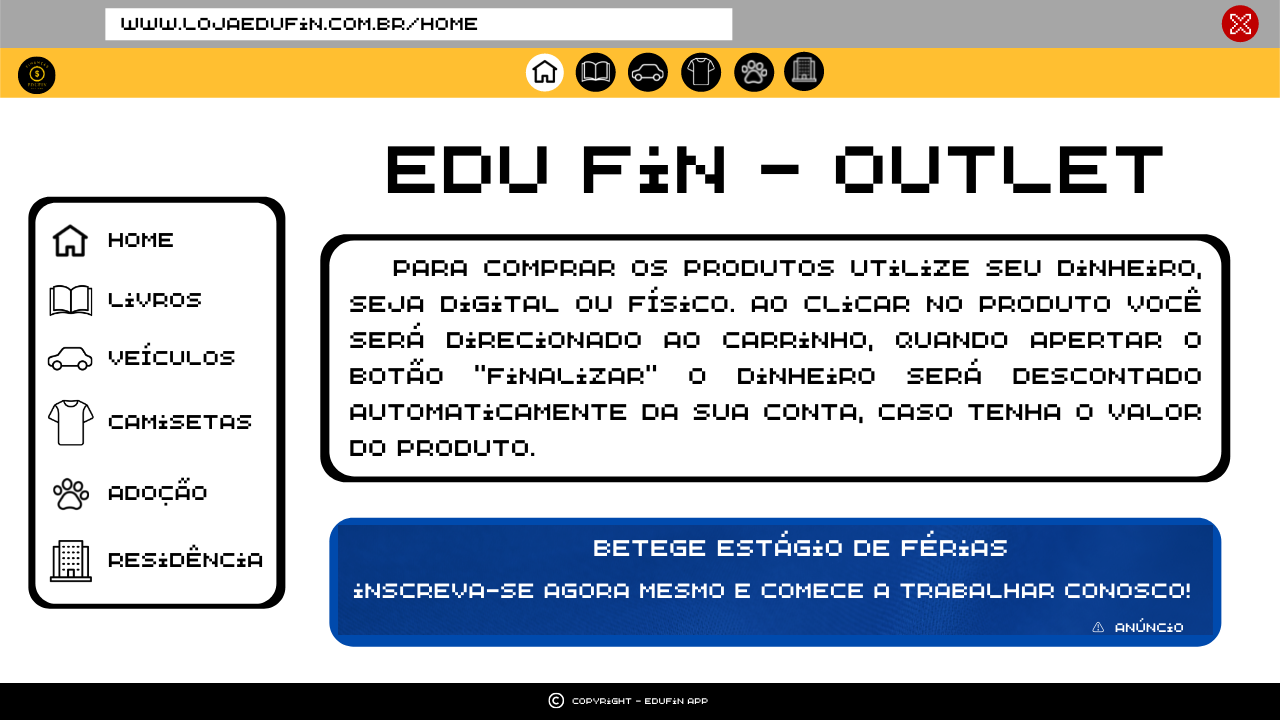 WWW.LOJAEDUFIN.COM.BR/HOME
$
EDU FIN - OUTLET
HOME
LIVROS
VEÍCULOS
CAMISETAS
ADOÇÃO
RESIDÊNCIA
PARA COMPRAR OS PRODUTOS UTILIZE SEU DINHEIRO,
SEJA DIGITAL OU FÍSICO. AO CLICAR NO PRODUTO VOCÊ
SERÁ DIRECIONADO AO CARRINHO, QUANDO APERTAR O
BOTÃO "FINALIZAR" O DINHEIRO SERÁ DESCONTADO
AUTOMATICAMENTE DA SUA CONTA, CASO TENHA O VALOR
DO PRODUTO.
BETEGE ESTÁGIO DE FÉRIAS
INSCREVA-SE AGORA MESMO E COMECE A TRABALHAR CONOSCO!
⚠ ANÚNCIO
© COPYRIGHT - EDUFIN APP